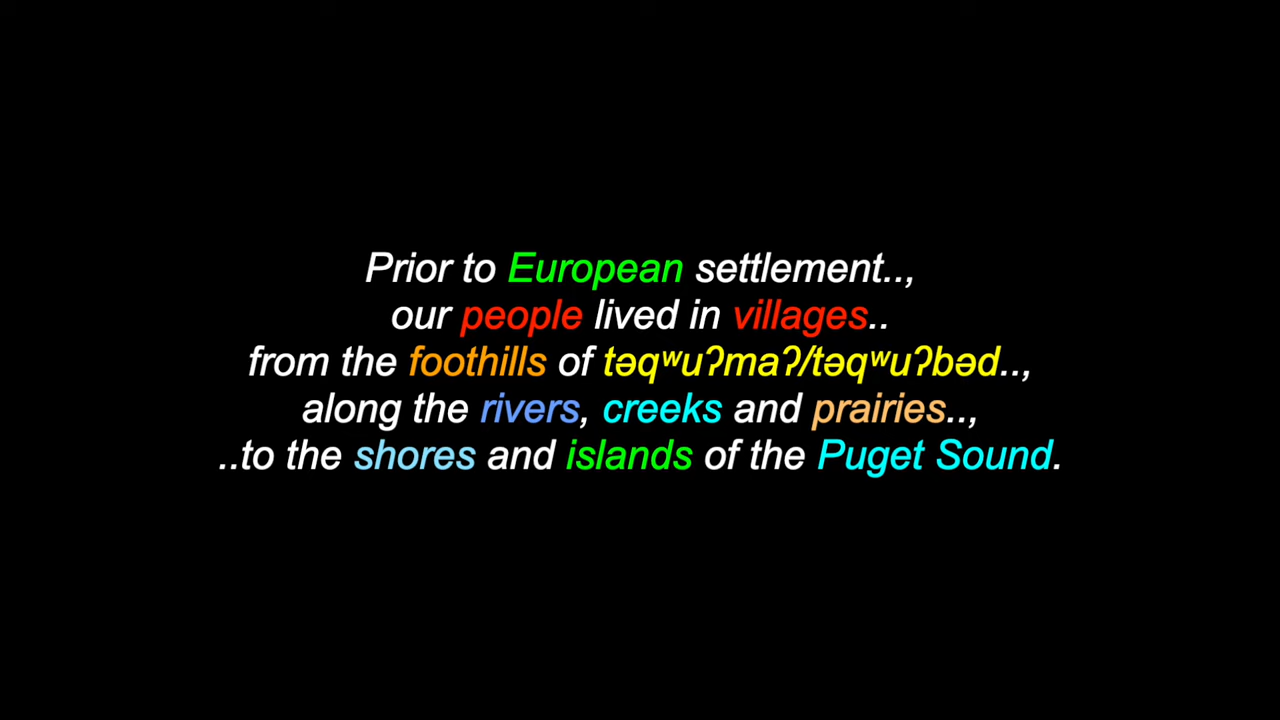 Prior to European settlement..,
our people lived in villages..
from the foothills of təqʷuʔmaʔ/təqʷuʔbəd..,
along the rivers, creeks and prairies..,
..to the shores and islands of the Puget Sound.